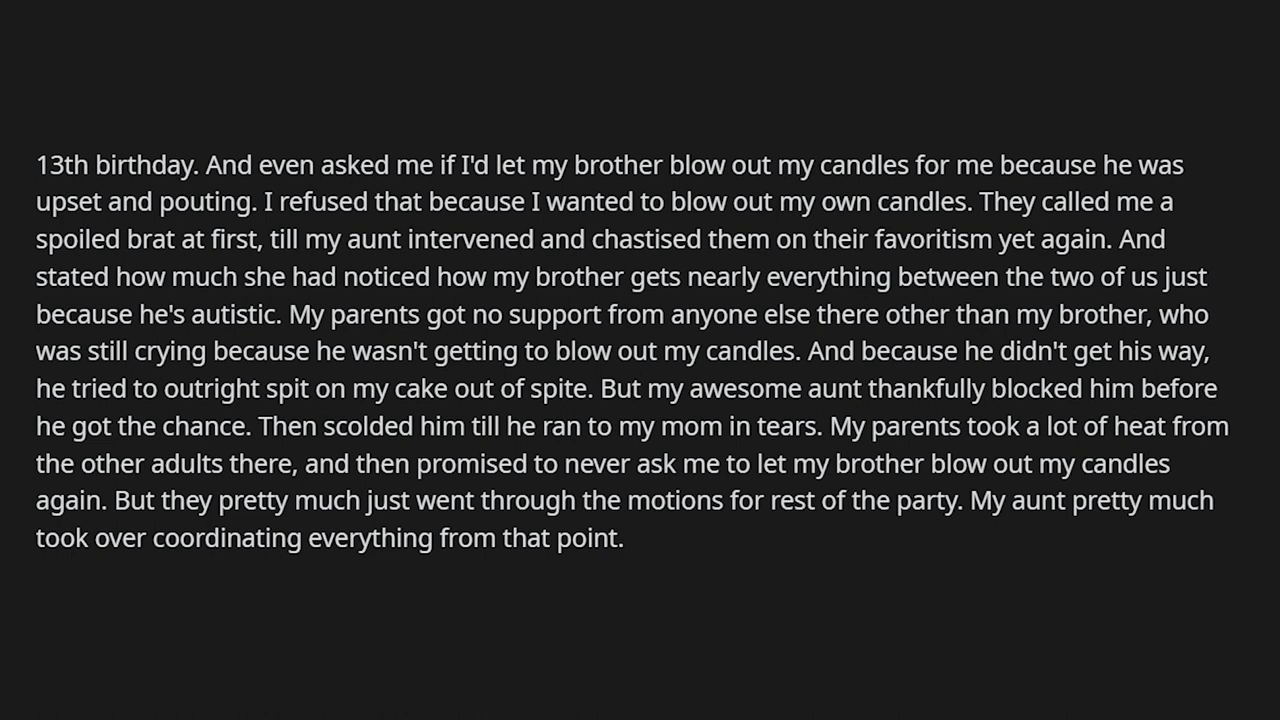 13th birthday. And even asked me if I'd let my brother blow out my candles for me because he was
upset and pouting. I refused that because I wanted to blow out my own candles. They called me a
spoiled brat at first, till my aunt intervened and chastised them on their favoritism yet again. And
stated how much she had noticed how my brother gets nearly everything between the two of us just
because he's autistic. My parents got no support from anyone else there other than my brother, who
was still crying because he wasn't getting to blow out my candles. And because he didn't get his way,
he tried to outright spit on my cake out of spite. But my awesome aunt thankfully blocked him before
he got the chance. Then scolded him till he ran to my mom in tears. My parents took a lot of heat from
the other adults there, and then promised to never ask me to let my brother blow out my candles
again. But they pretty much just went through the motions for rest of the party. My aunt pretty much
took over coordinating everything from that point.